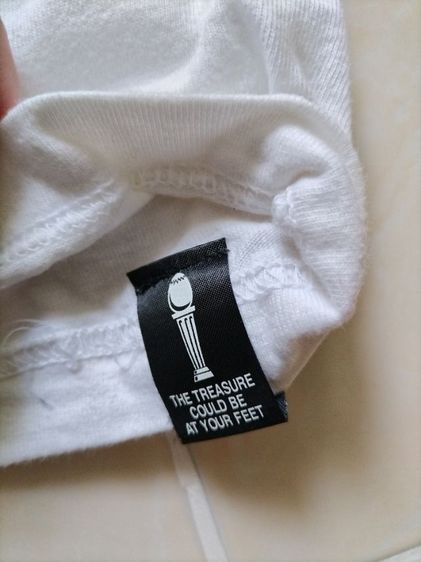 THE TREASURE
COULD BE
AT YOUR FEET